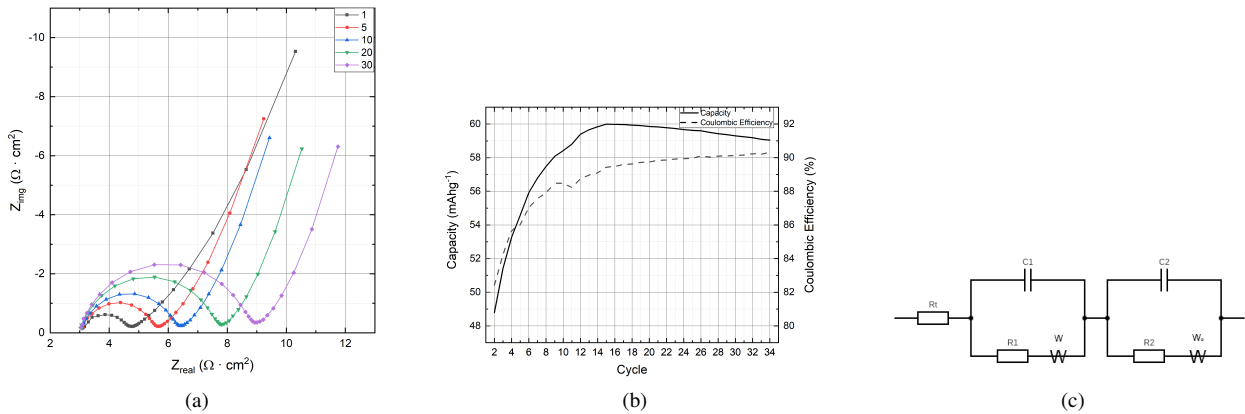 1
5
10
20
30
-10
-8
-6
-4
-2
0
Z_img (Ω · cm²)
0 2 4 6 8 10 12
Z_real (Ω · cm²)
(a)
Capacity
Coulombic Efficiency
60
58
56
54
52
50
48
Capacity (mAhg⁻¹)
92
90
88
86
84
82
80
Coulombic Efficiency (%)
2 4 6 8 10 12 14 16 18 20 22 24 26 28 30 32 34
Cycle
(b)
C1
C2
Rt
R1
W
R2
Wₒ
(c)